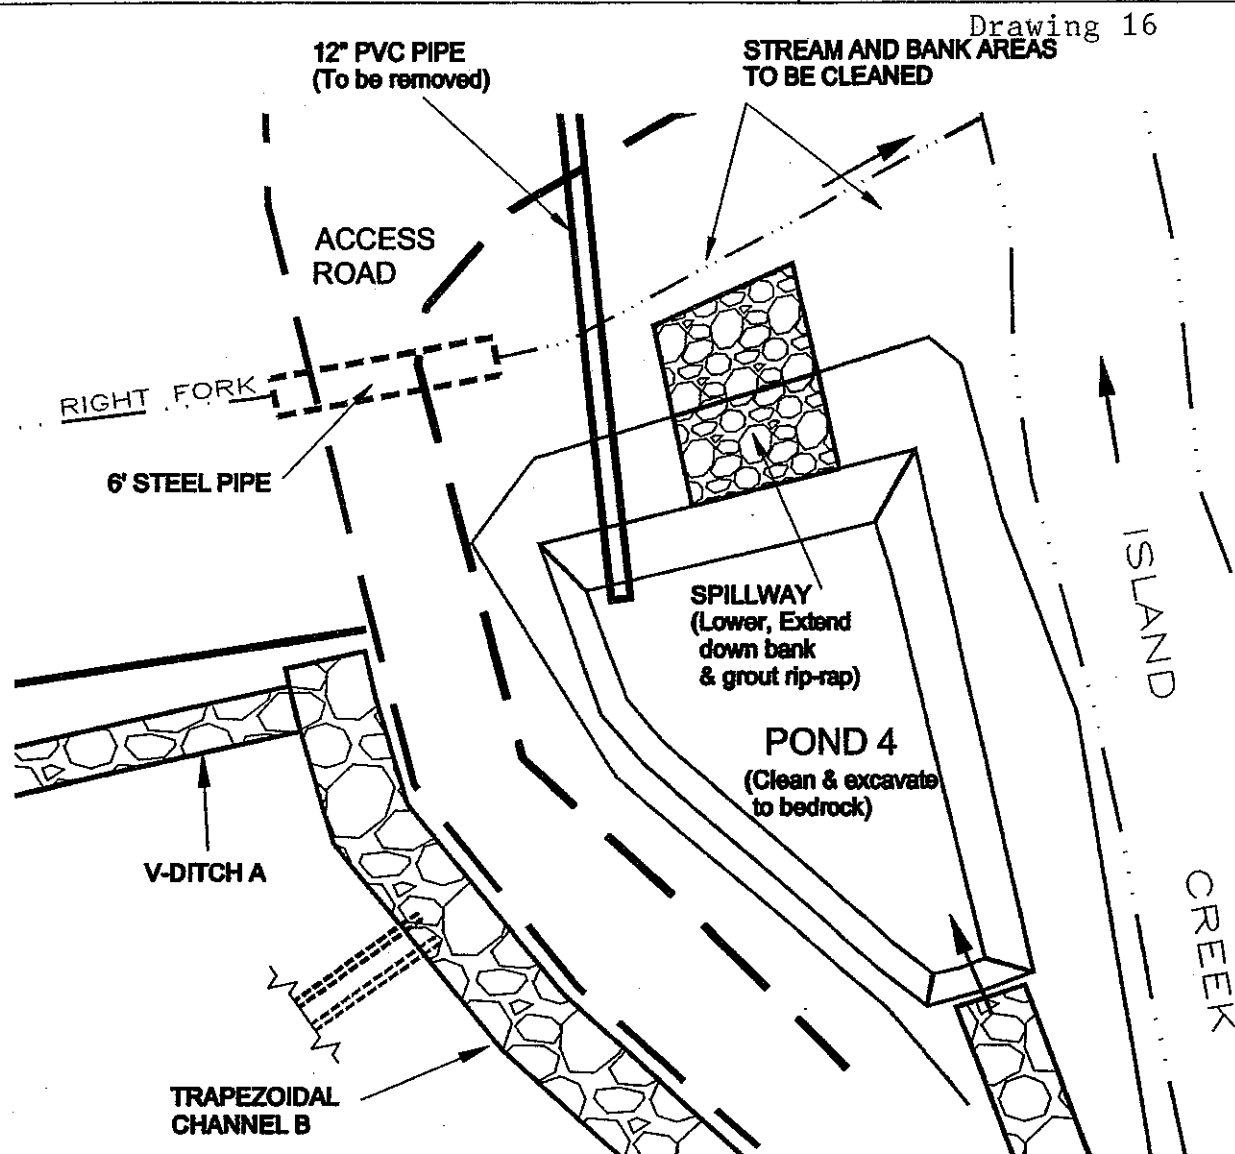 Drawing 16
12" PVC PIPE
(To be removed)
STREAM AND BANK AREAS
TO BE CLEANED
ACCESS
ROAD
RIGHT FORK
6' STEEL PIPE
SPILLWAY
(Lower, Extend
down bank
& grout rip-rap)
ISLAND
CREEK
POND 4
(Clean & excavate
to bedrock)
V-DITCH A
TRAPEZOIDAL
CHANNEL B